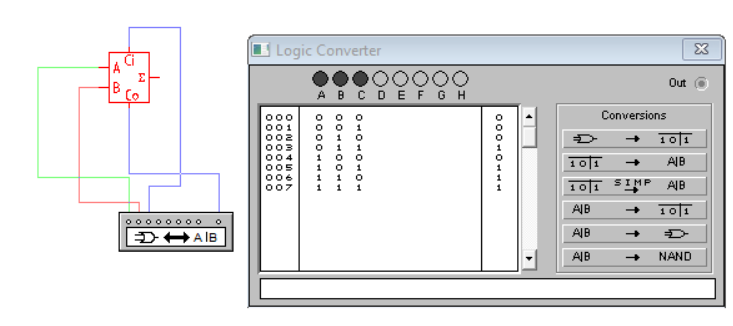 Ci
A
Σ
B
Co
A|B
Logic Converter
A B C D E F G H
Out
000 0 0 0 0
001 0 0 1 0
002 0 1 0 0
003 0 1 1 1
004 1 0 0 0
005 1 0 1 1
006 1 1 0 1
007 1 1 1 1
Conversions
→ 1 0|1
1 0|1 → A|B
1 0|1 SIMP → A|B
A|B → 1 0|1
A|B →
A|B → NAND